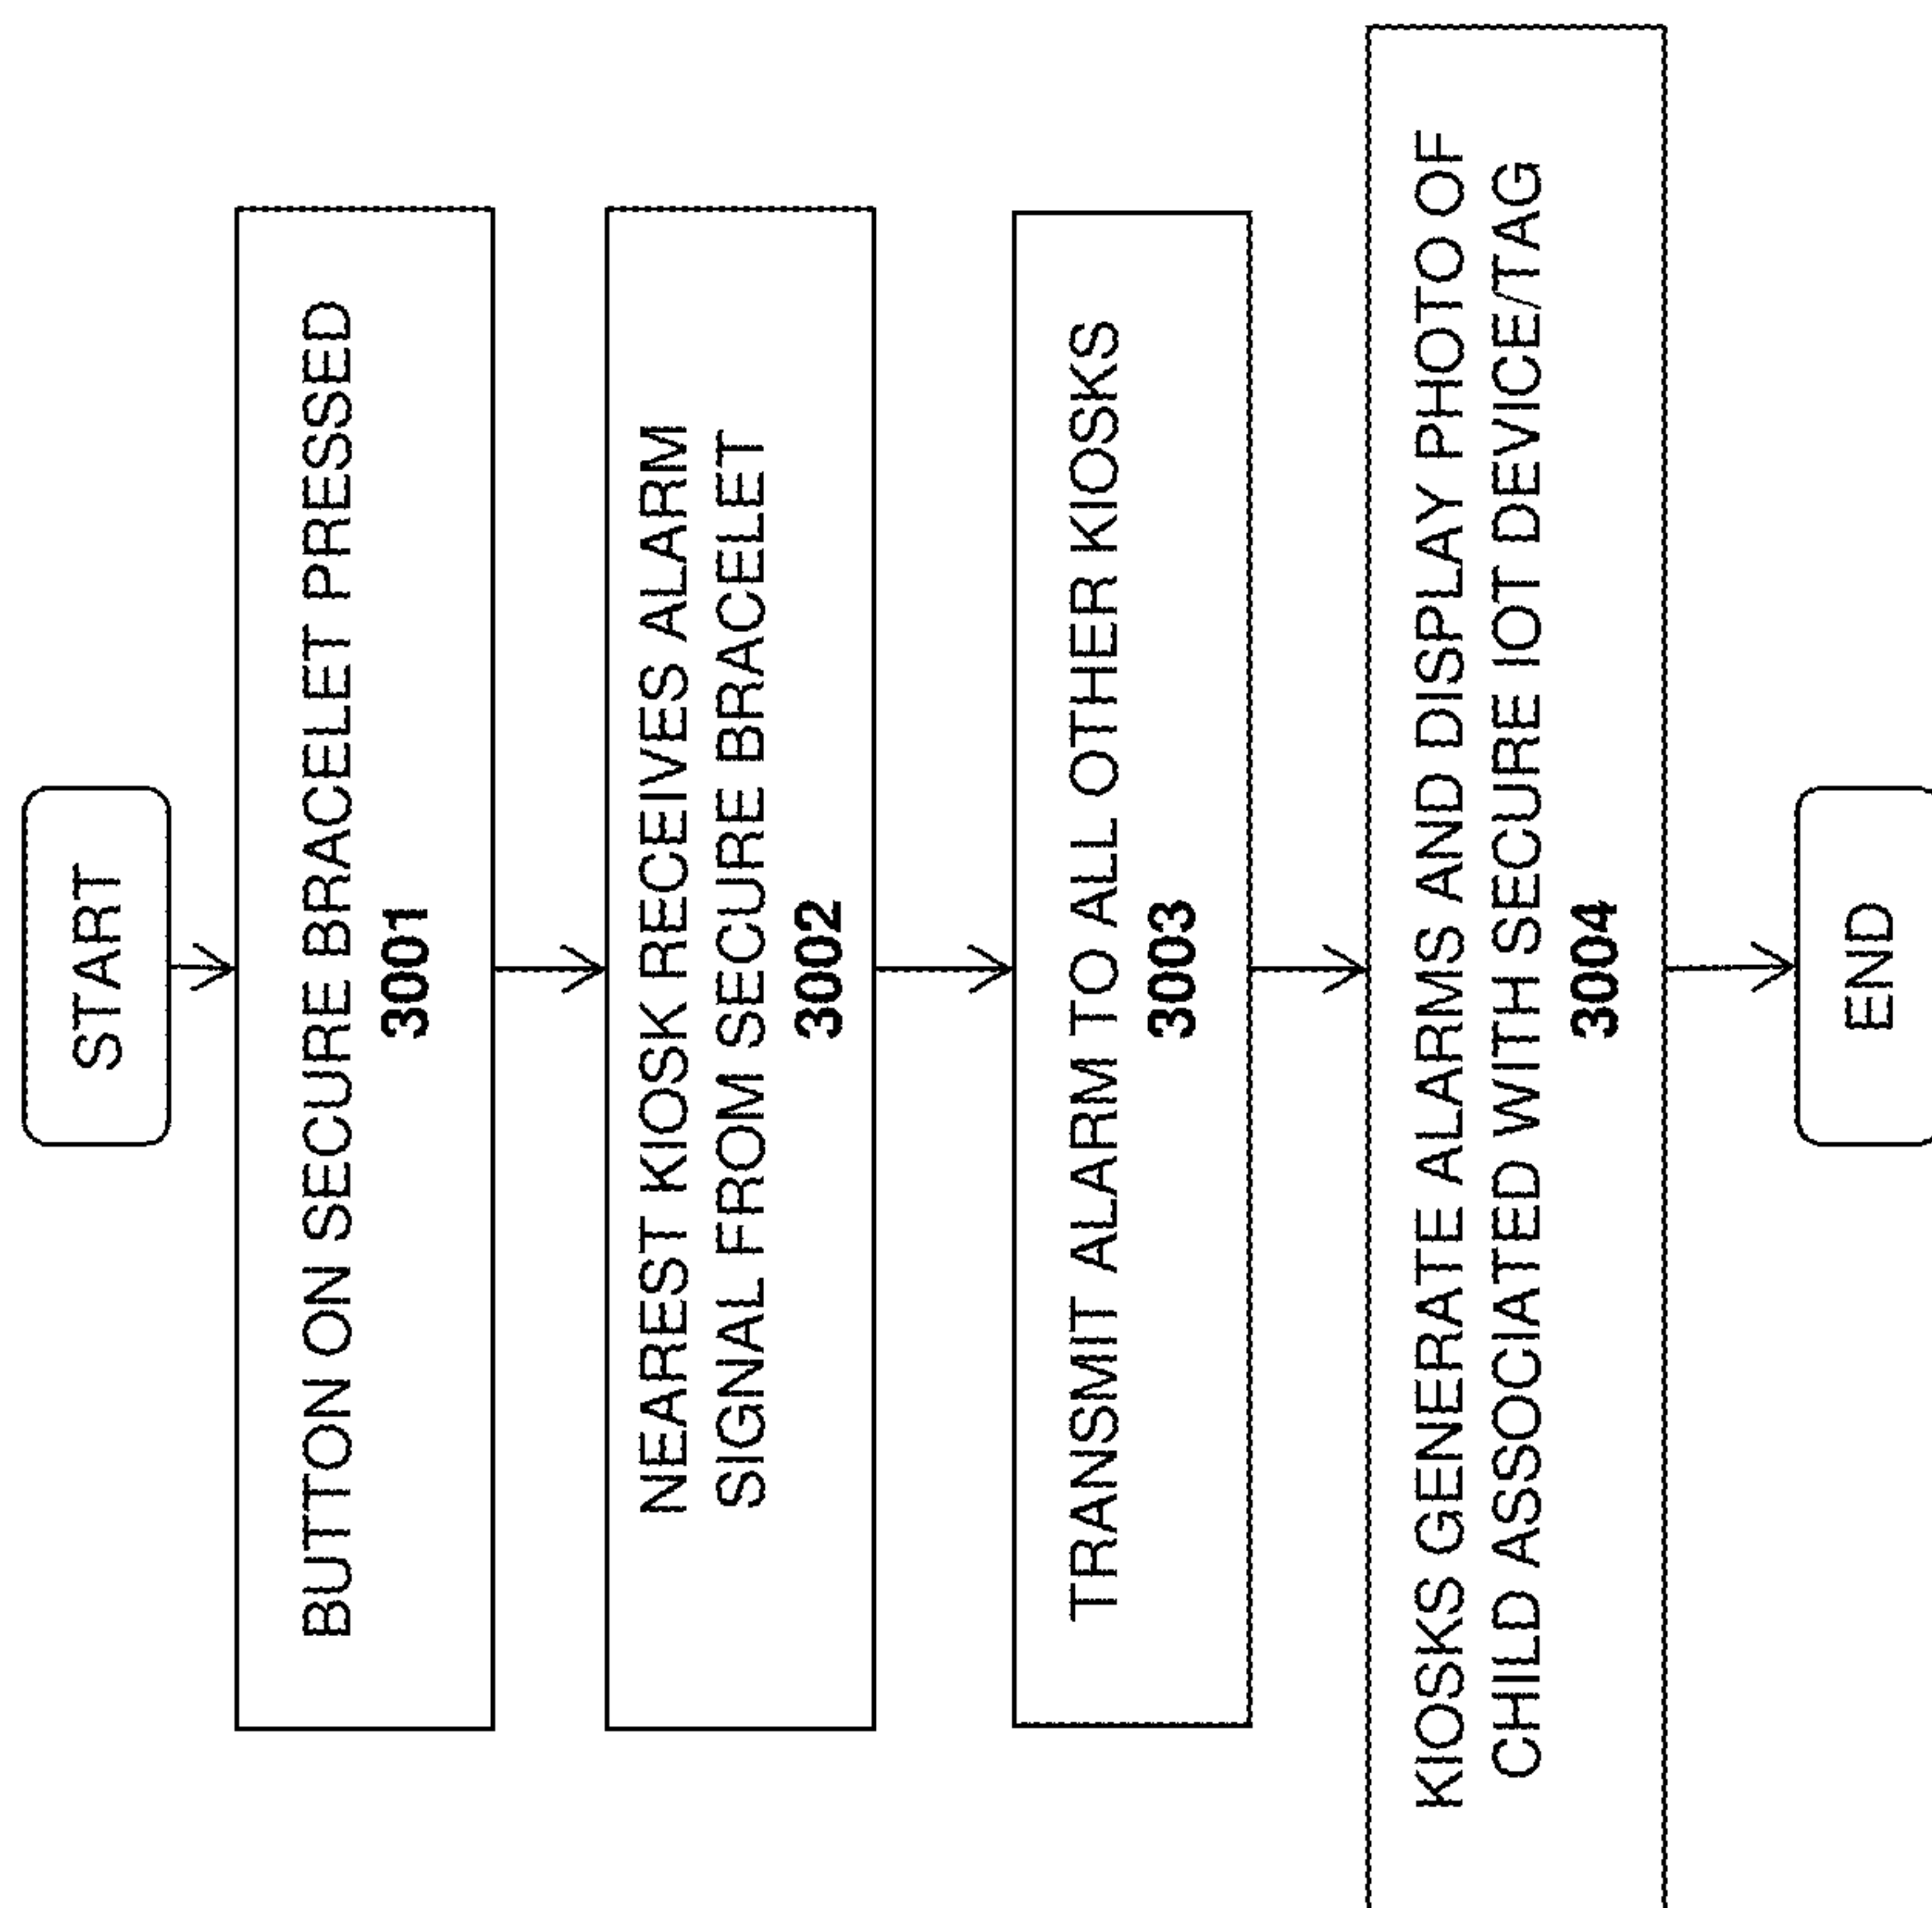 START
BUTTON ON SECURE BRACELET PRESSED
3001
NEAREST KIOSK RECEIVES ALARM
SIGNAL FROM SECURE BRACELET
3002
TRANSMIT ALARM TO ALL OTHER KIOSKS
3003
KIOSKS GENERATE ALARMS AND DISPLAY PHOTO OF
CHILD ASSOCIATED WITH SECURE IOT DEVICE/TAG
3004
END